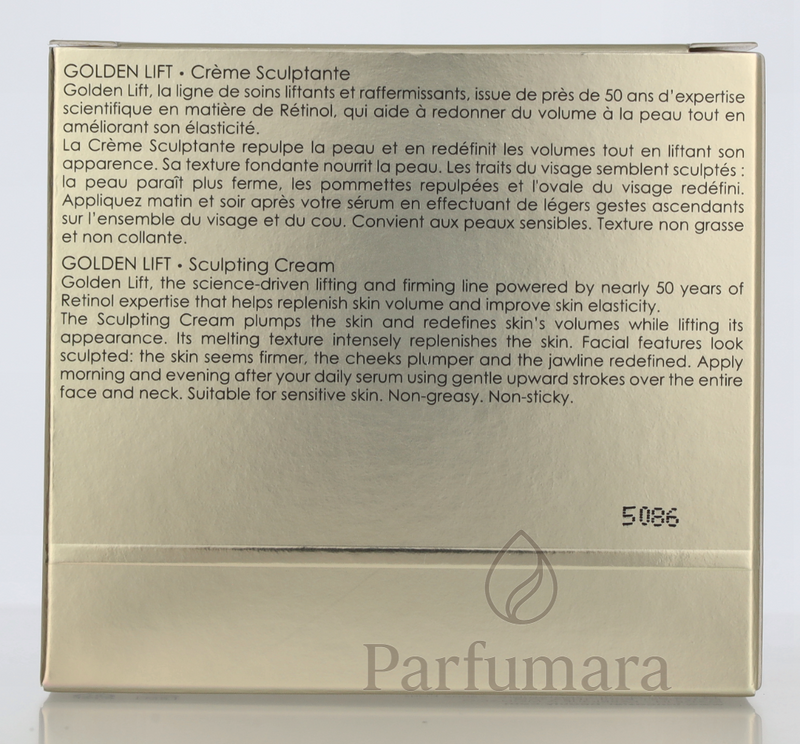 GOLDEN LIFT • Crème Sculptante
Golden Lift, la ligne de soins liftants et raffermissants, issue de près de 50 ans d'expertise
scientifique en matière de Rétinol, qui aide à redonner du volume à la peau tout en
améliorant son élasticité.
La Crème Sculptante repulpe la peau et en redéfinit les volumes tout en liftant son
apparence. Sa texture fondante nourrit la peau. Les traits du visage semblent sculptés :
la peau paraît plus ferme, les pommettes repulpées et l'ovale du visage redéfini.
Appliquez matin et soir après votre sérum en effectuant de légers gestes ascendants
sur l'ensemble du visage et du cou. Convient aux peaux sensibles. Texture non grasse
et non collante.
GOLDEN LIFT • Sculpting Cream
Golden Lift, the science-driven lifting and firming line powered by nearly 50 years of
Retinol expertise that helps replenish skin volume and improve skin elasticity.
The Sculpting Cream plumps the skin and redefines skin's volumes while lifting its
appearance. Its melting texture intensely replenishes the skin. Facial features look
sculpted: the skin seems firmer, the cheeks plumper and the jawline redefined. Apply
morning and evening after your daily serum using gentle upward strokes over the entire
face and neck. Suitable for sensitive skin. Non-greasy. Non-sticky.
5086
Parfumara